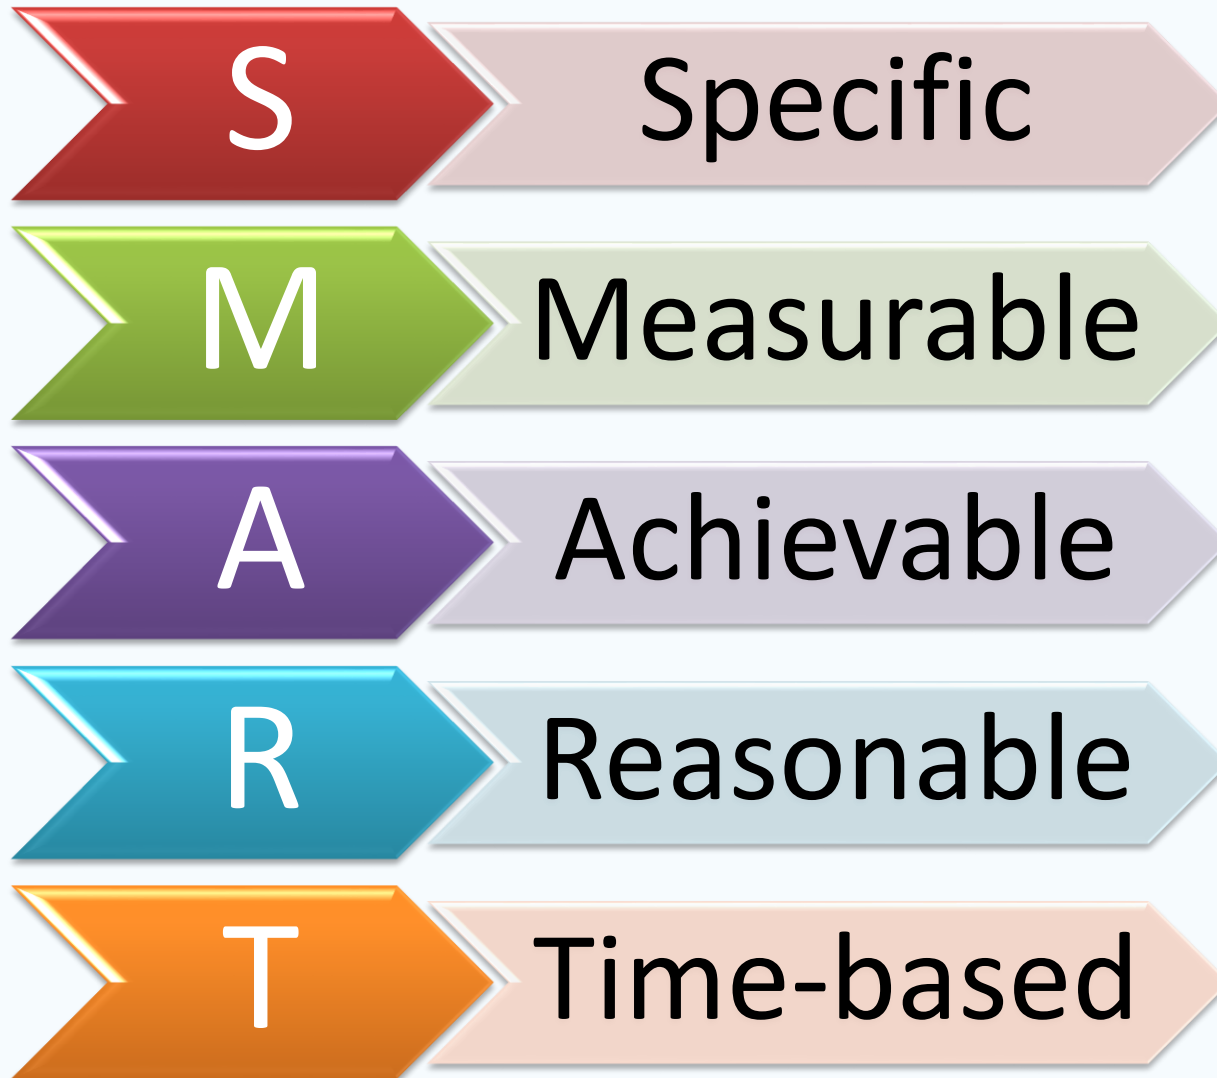 S Specific
M Measurable
A Achievable
R Reasonable
T Time-based